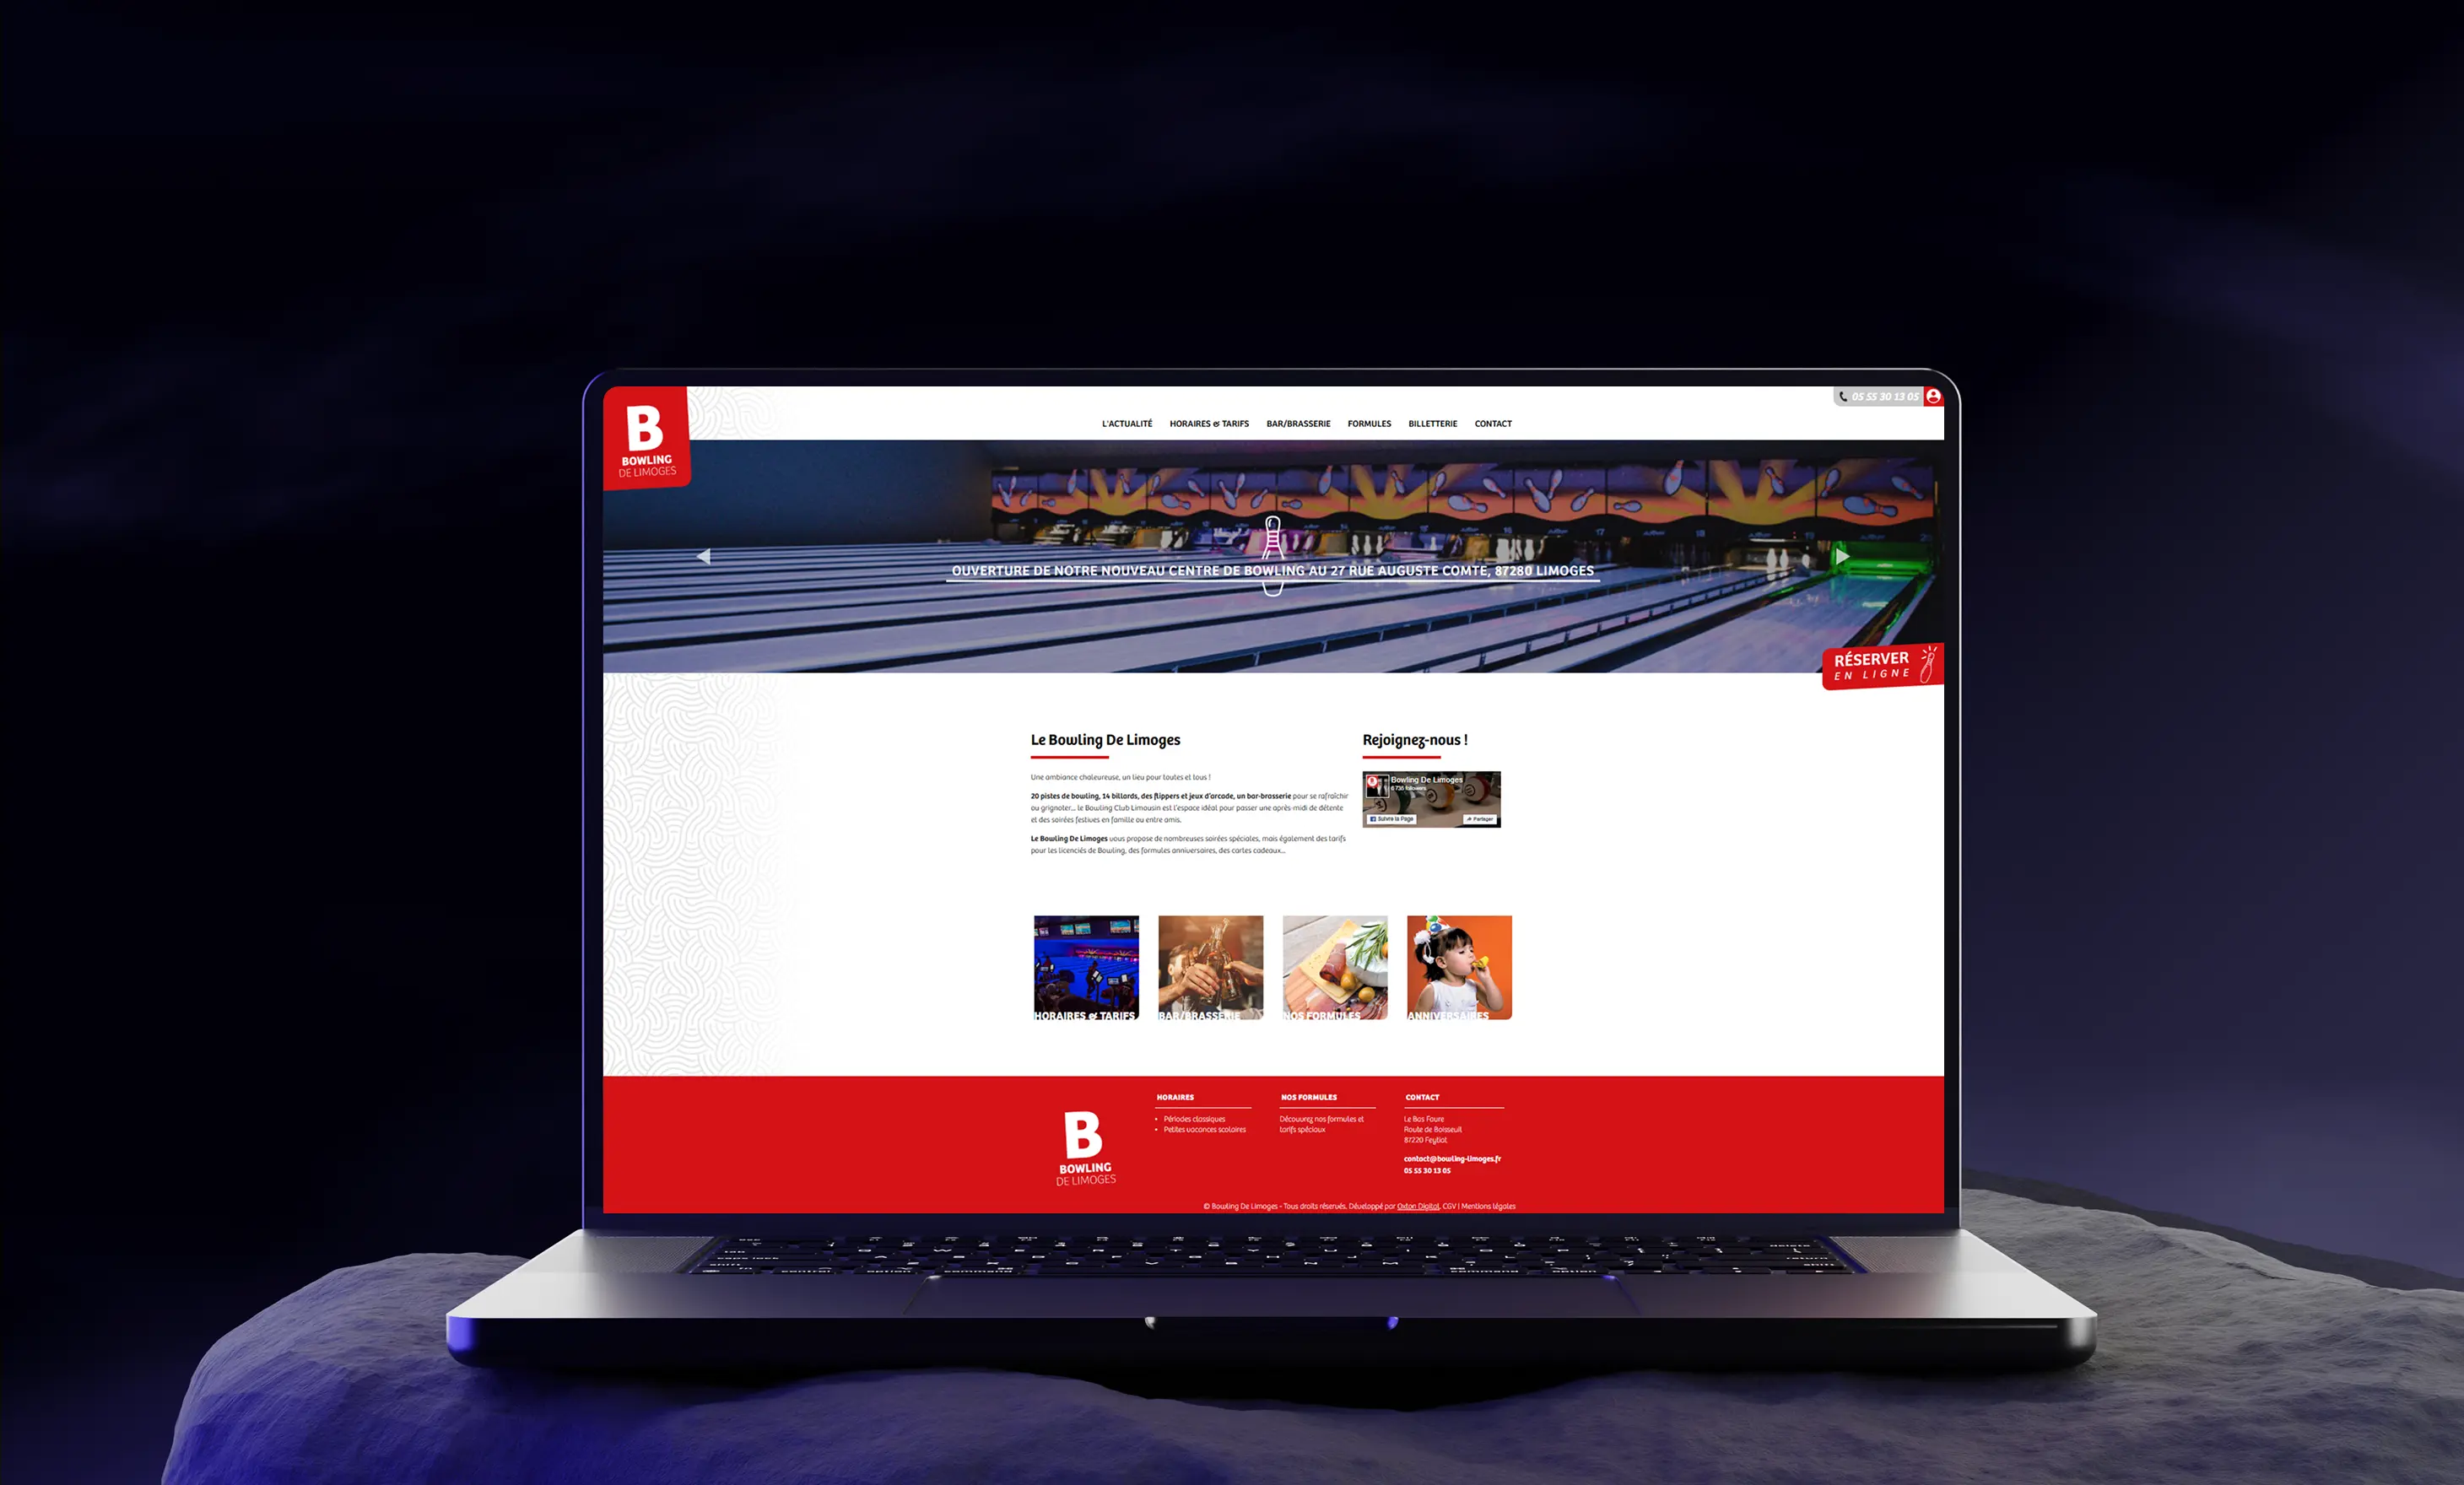 B
BOWLING
DE LIMOGES
05 55 30 13 05
L'ACTUALITÉ HORAIRES & TARIFS BAR/BRASSERIE FORMULES BILLETTERIE CONTACT
OUVERTURE DE NOTRE NOUVEAU CENTRE DE BOWLING AU 27 RUE AUGUSTE COMTE, 87280 LIMOGES
RÉSERVER
EN LIGNE
Le Bowling De Limoges
Une ambiance chaleureuse, un lieu pour toutes et tous !
20 pistes de bowling, 14 billards, des flippers et jeux d'arcade, un bar-brasserie pour se rafraîchir
ou grignoter... le Bowling Club Limousin est l'espace idéal pour passer une après-midi de détente
et des soirées festives en famille ou entre amis.
Le Bowling De Limoges vous propose de nombreuses soirées spéciales, mais également des tarifs
pour les licenciés de Bowling, des formules anniversaires, des cartes cadeaux...
Rejoignez-nous !
Bowling De Limoges
6 736 followers
Suivre la Page
Partager
HORAIRES & TARIFS
BAR/BRASSERIE
NOS FORMULES
ANNIVERSAIRES
B
BOWLING
DE LIMOGES
HORAIRES
Périodes classiques
Petites vacances scolaires
NOS FORMULES
Découvrez nos formules et
tarifs spéciaux
CONTACT
Le Bas Faure
Route de Boisseuil
87220 Feytiat
contact@bowling-limoges.fr
05 55 30 13 05
© Bowling De Limoges - Tous droits réservés. Développé par Oxton Digital. CGV | Mentions légales